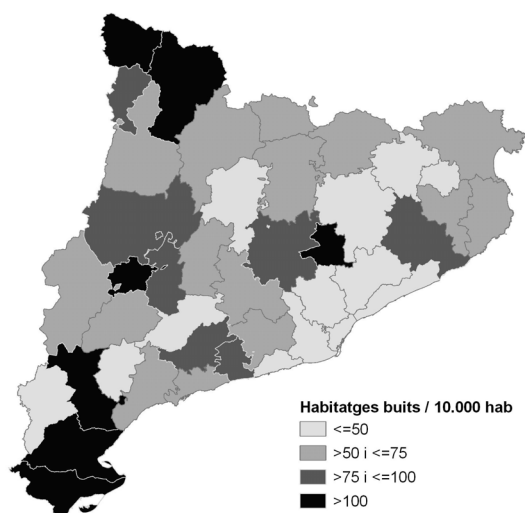 Habitatges buits / 10.000 hab
<=50
>50 i <=75
>75 i <=100
>100